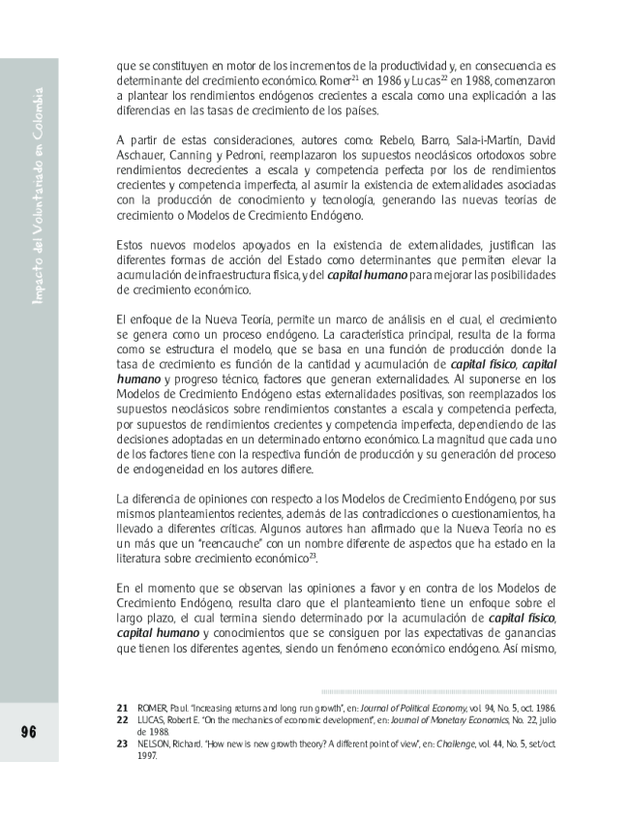 Impacto del Voluntariado en Colombia
que se constituyen en motor de los incrementos de la productividad y, en consecuencia es
determinante del crecimiento económico. Romer21 en 1986 y Lucas22 en 1988, comenzaron
a plantear los rendimientos endógenos crecientes a escala como una explicación a las
diferencias en las tasas de crecimiento de los países.
A partir de estas consideraciones, autores como: Rebelo, Barro, Sala-i-Martin, David
Aschauer, Canning y Pedroni, reemplazaron los supuestos neoclásicos ortodoxos sobre
rendimientos decrecientes a escala y competencia perfecta por los de rendimientos
crecientes y competencia imperfecta, al asumir la existencia de externalidades asociadas
con la producción de conocimiento y tecnología, generando las nuevas teorías de
crecimiento o Modelos de Crecimiento Endógeno.
Estos nuevos modelos apoyados en la existencia de externalidades, justifican las
diferentes formas de acción del Estado como determinantes que permiten elevar la
acumulación de infraestructura física, y del capital humano para mejorar las posibilidades
de crecimiento económico.
El enfoque de la Nueva Teoría, permite un marco de análisis en el cual, el crecimiento
se genera como un proceso endógeno. La característica principal, resulta de la forma
como se estructura el modelo, que se basa en una función de producción donde la
tasa de crecimiento es función de la cantidad y acumulación de capital físico, capital
humano y progreso técnico, factores que generan externalidades. Al suponerse en los
Modelos de Crecimiento Endógeno estas externalidades positivas, son reemplazados los
supuestos neoclásicos sobre rendimientos constantes a escala y competencia perfecta,
por supuestos de rendimientos crecientes y competencia imperfecta, dependiendo de las
decisiones adoptadas en un determinado entorno económico. La magnitud que cada uno
de los factores tiene con la respectiva función de producción y su generación del proceso
de endogeneidad en los autores difiere.
La diferencia de opiniones con respecto a los Modelos de Crecimiento Endógeno, por sus
mismos planteamientos recientes, además de las contradicciones o cuestionamientos, ha
llevado a diferentes críticas. Algunos autores han afirmado que la Nueva Teoría no es
un más que un "reencauche" con un nombre diferente de aspectos que ha estado en la
literatura sobre crecimiento económico23.
En el momento que se observan las opiniones a favor y en contra de los Modelos de
Crecimiento Endógeno, resulta claro que el planteamiento tiene un enfoque sobre el
largo plazo, el cual termina siendo determinado por la acumulación de capital físico,
capital humano y conocimientos que se consiguen por las expectativas de ganancias
que tienen los diferentes agentes, siendo un fenómeno económico endógeno. Así mismo,
21 ROMER, Paul. "Increasing returns and long run growth", en: Journal of Political Economy, vol. 94, No. 5, oct. 1986.
22 LUCAS, Robert E. "On the mechanics of economic development", en: Journal of Monetary Economics, No. 22, julio
de 1988.
23 NELSON, Richard. "How new is new growth theory? A different point of view", en: Challenge, vol. 44, No. 5, set/oct.
1997.
96